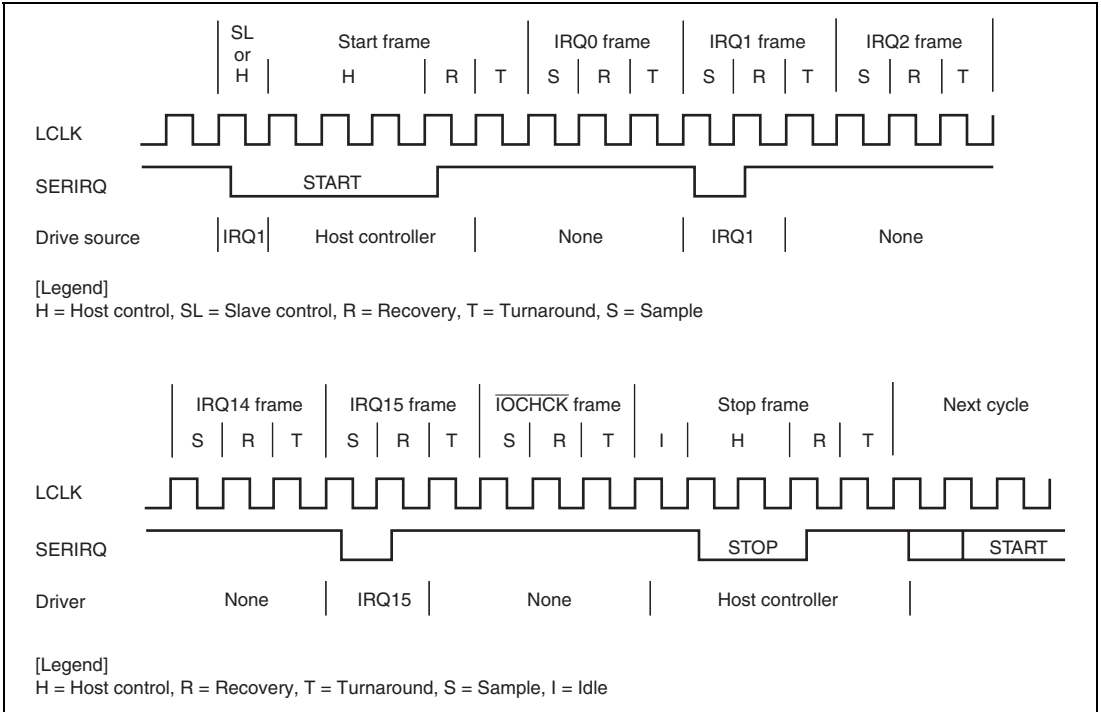 SL
or
H
Start frame
IRQ0 frame
IRQ1 frame
IRQ2 frame
H R T S R T S R T S R T
LCLK
SERIRQ
START
Drive source
IRQ1 Host controller None IRQ1 None
[Legend]
H = Host control, SL = Slave control, R = Recovery, T = Turnaround, S = Sample
IRQ14 frame IRQ15 frame IOCHCK frame Stop frame Next cycle
S R T S R T S R T I H R T
LCLK
SERIRQ
STOP START
Driver None IRQ15 None Host controller
[Legend]
H = Host control, R = Recovery, T = Turnaround, S = Sample, I = Idle